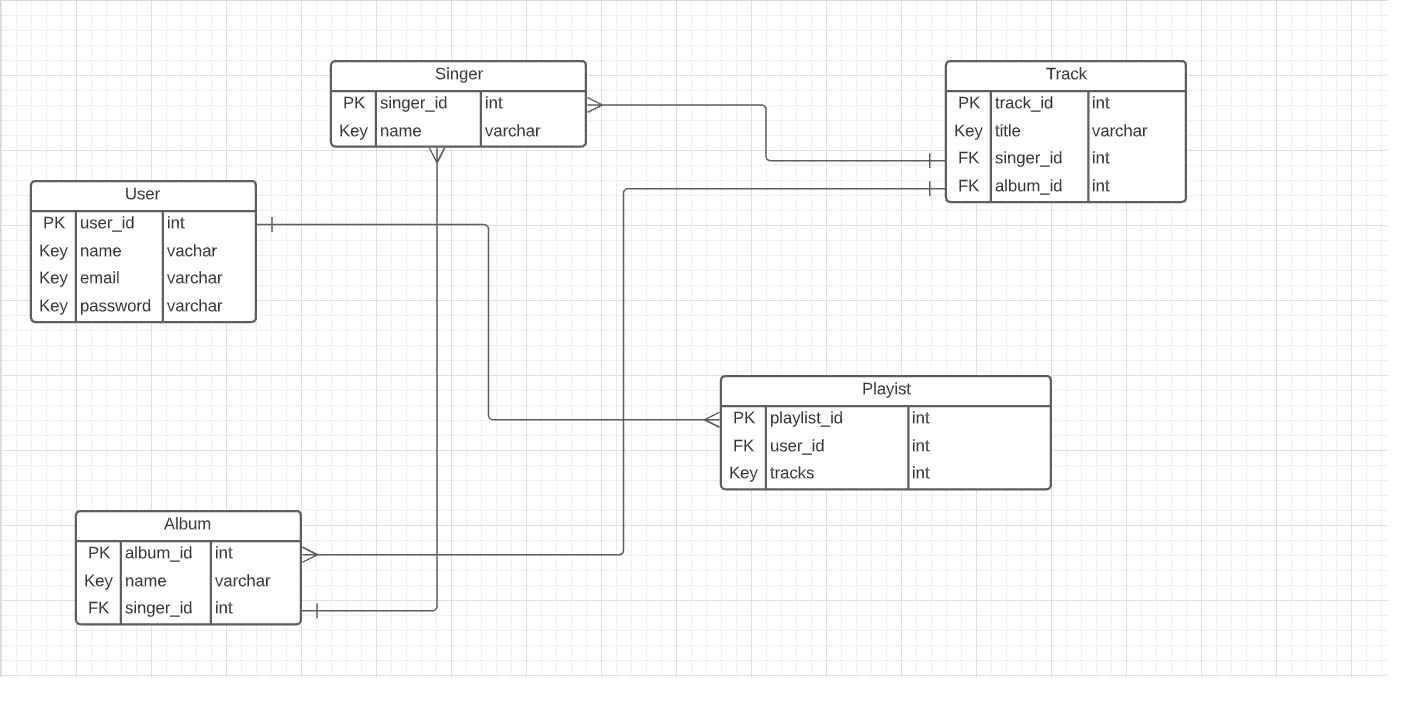 Singer
PK singer_id int
Key name varchar
Track
PK track_id int
Key title varchar
FK singer_id int
FK album_id int
User
PK user_id int
Key name vachar
Key email varchar
Key password varchar
Playist
PK playlist_id int
FK user_id int
Key tracks int
Album
PK album_id int
Key name varchar
FK singer_id int